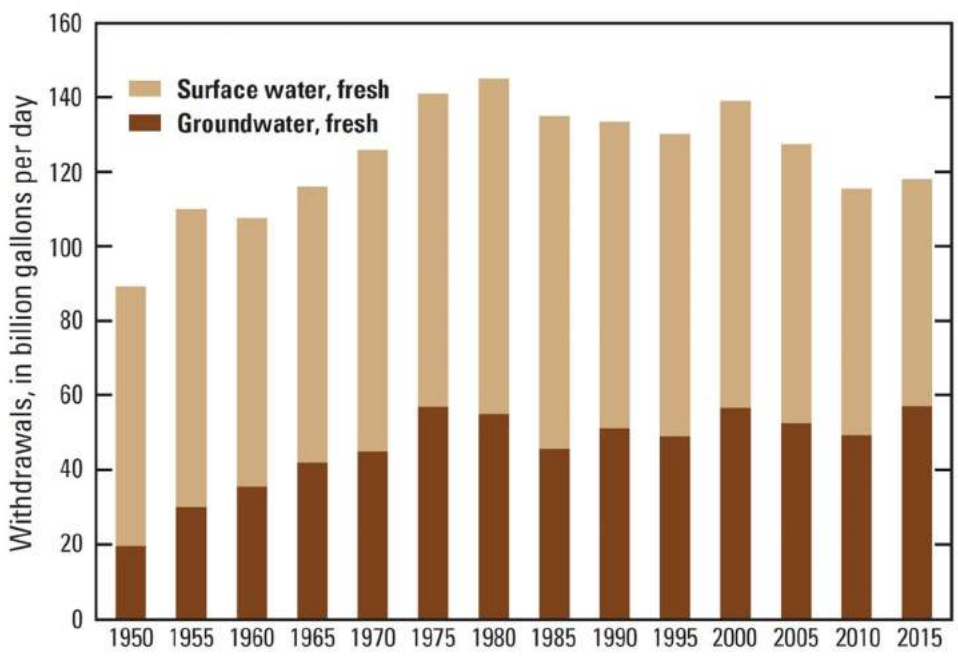 Withdrawals, in billion gallons per day
160
140
120
100
80
60
40
20
0
Surface water, fresh
Groundwater, fresh
1950 1955 1960 1965 1970 1975 1980 1985 1990 1995 2000 2005 2010 2015